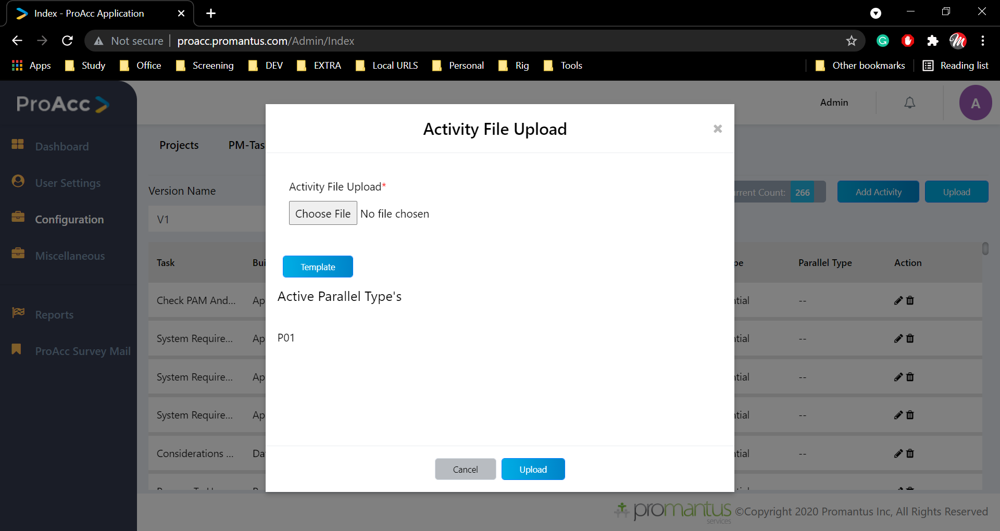 Index - ProAcc Application
Not secure proacc.promantus.com/Admin/Index
Apps Study Office Screening DEV EXTRA Local URLS Personal Rig Tools Other bookmarks Reading list
ProAcc
Admin
A
Activity File Upload
Dashboard
User Settings
Configuration
Miscellaneous
Reports
ProAcc Survey Mail
Projects PM-Tas
Version Name
V1
rrent Count: 266 Add Activity Upload
Activity File Upload*
Choose File No file chosen
Template
Active Parallel Type's
P01
Cancel Upload
Task Bui pe Parallel Type Action
Check PAM And... Ap ntial --
System Require... Ap ntial --
System Require... Ap ntial --
System Require... Ap ntial --
Considerations ... Da ntial --
promantus services ©Copyright 2020 Promantus Inc, All Rights Reserved